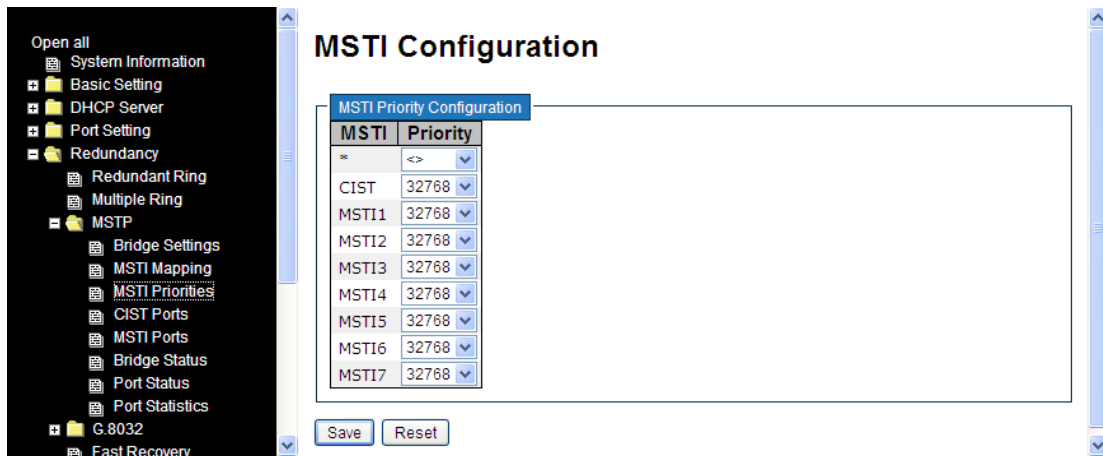 Open all
System Information
Basic Setting
DHCP Server
Port Setting
Redundancy
Redundant Ring
Multiple Ring
MSTP
Bridge Settings
MSTI Mapping
MSTI Priorities
CIST Ports
MSTI Ports
Bridge Status
Port Status
Port Statistics
G.8032
Fast Recovery
MSTI Configuration
MSTI Priority Configuration
MSTI Priority
* <>
CIST 32768
MSTI1 32768
MSTI2 32768
MSTI3 32768
MSTI4 32768
MSTI5 32768
MSTI6 32768
MSTI7 32768
Save Reset